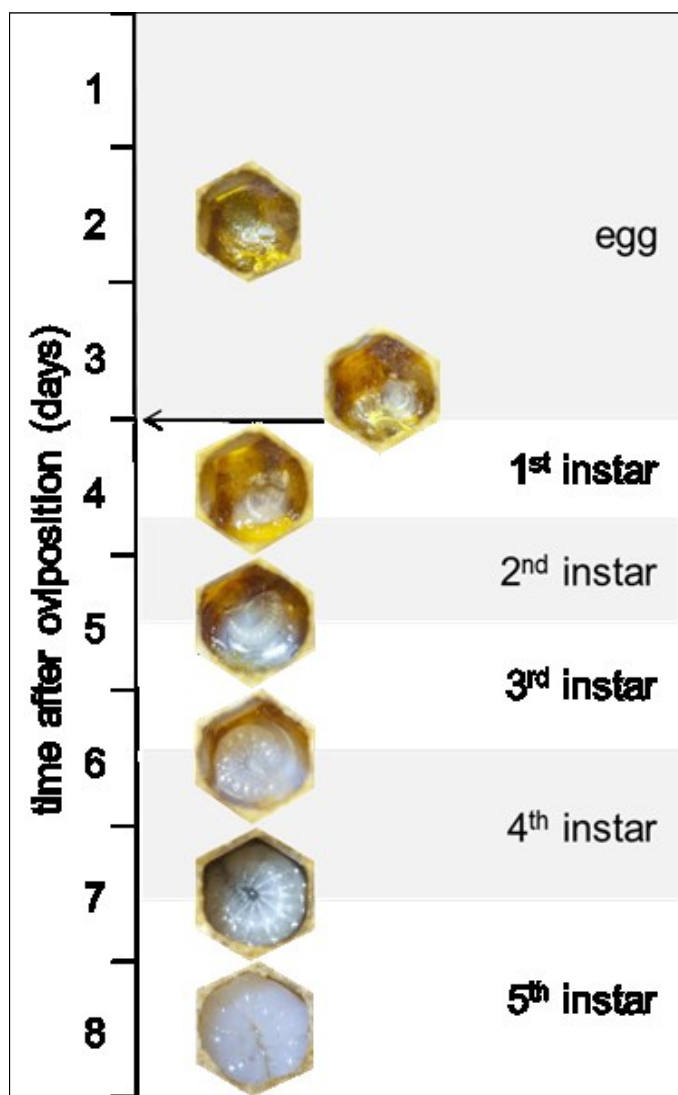 time after oviposition (days)
1
2
egg
3
4
1st instar
2nd instar
5
3rd instar
6
4th instar
7
5th instar
8